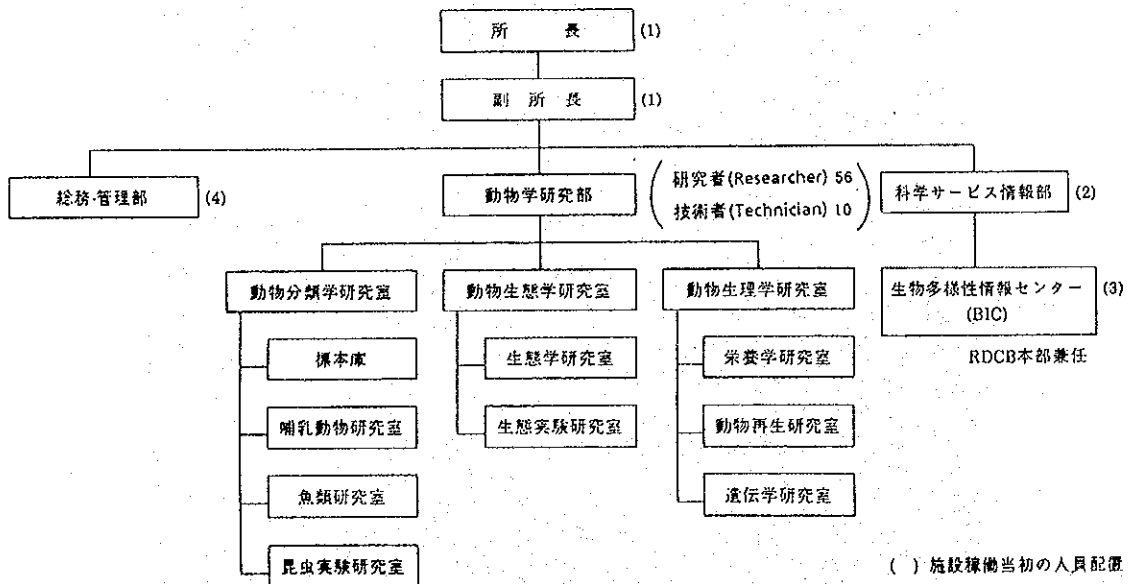 所 長 (1)
副 所 長 (1)
総務・管理部 (4)
動物学研究部
研究者(Researcher) 56
技術者(Technician) 10
科学サービス情報部 (2)
動物分類学研究室
動物生態学研究室
動物生理学研究室
生物多様性情報センター (3)
(BIC)
RDCB本部兼任
標本庫
生態学研究室
栄養学研究室
哺乳動物研究室
生態実験研究室
動物再生研究室
魚類研究室
遺伝学研究室
昆虫実験研究室
( ) 施設稼働当初の人員配置